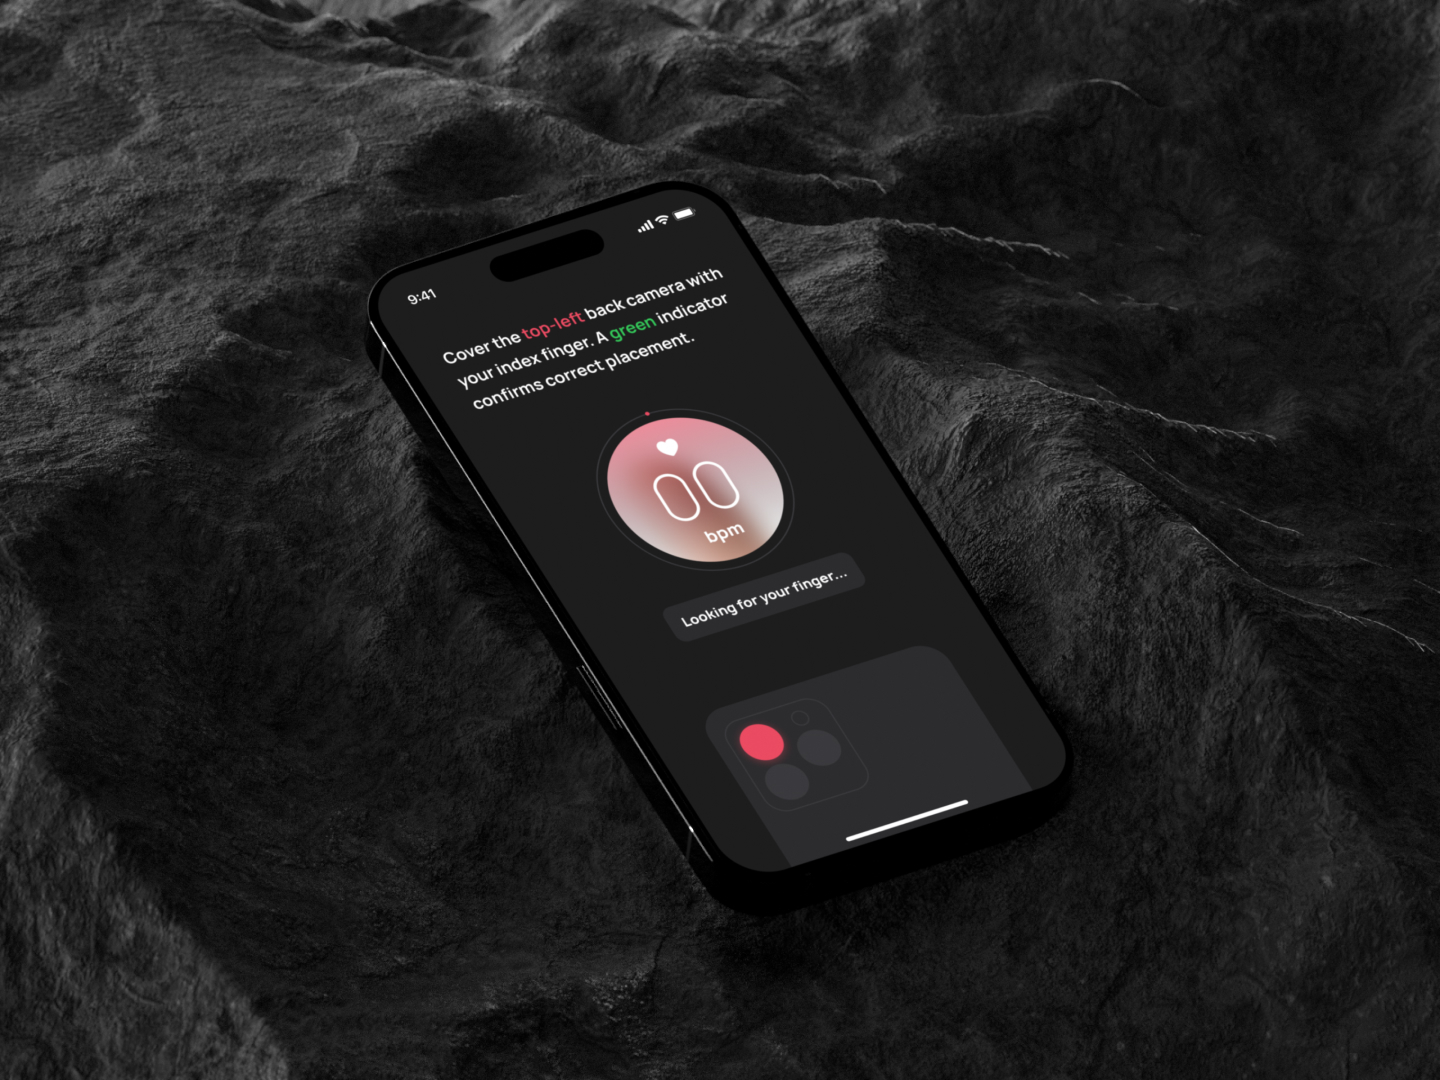 9:41
Cover the top-left back camera with
your index finger. A green indicator
confirms correct placement.
00
bpm
Looking for your finger...